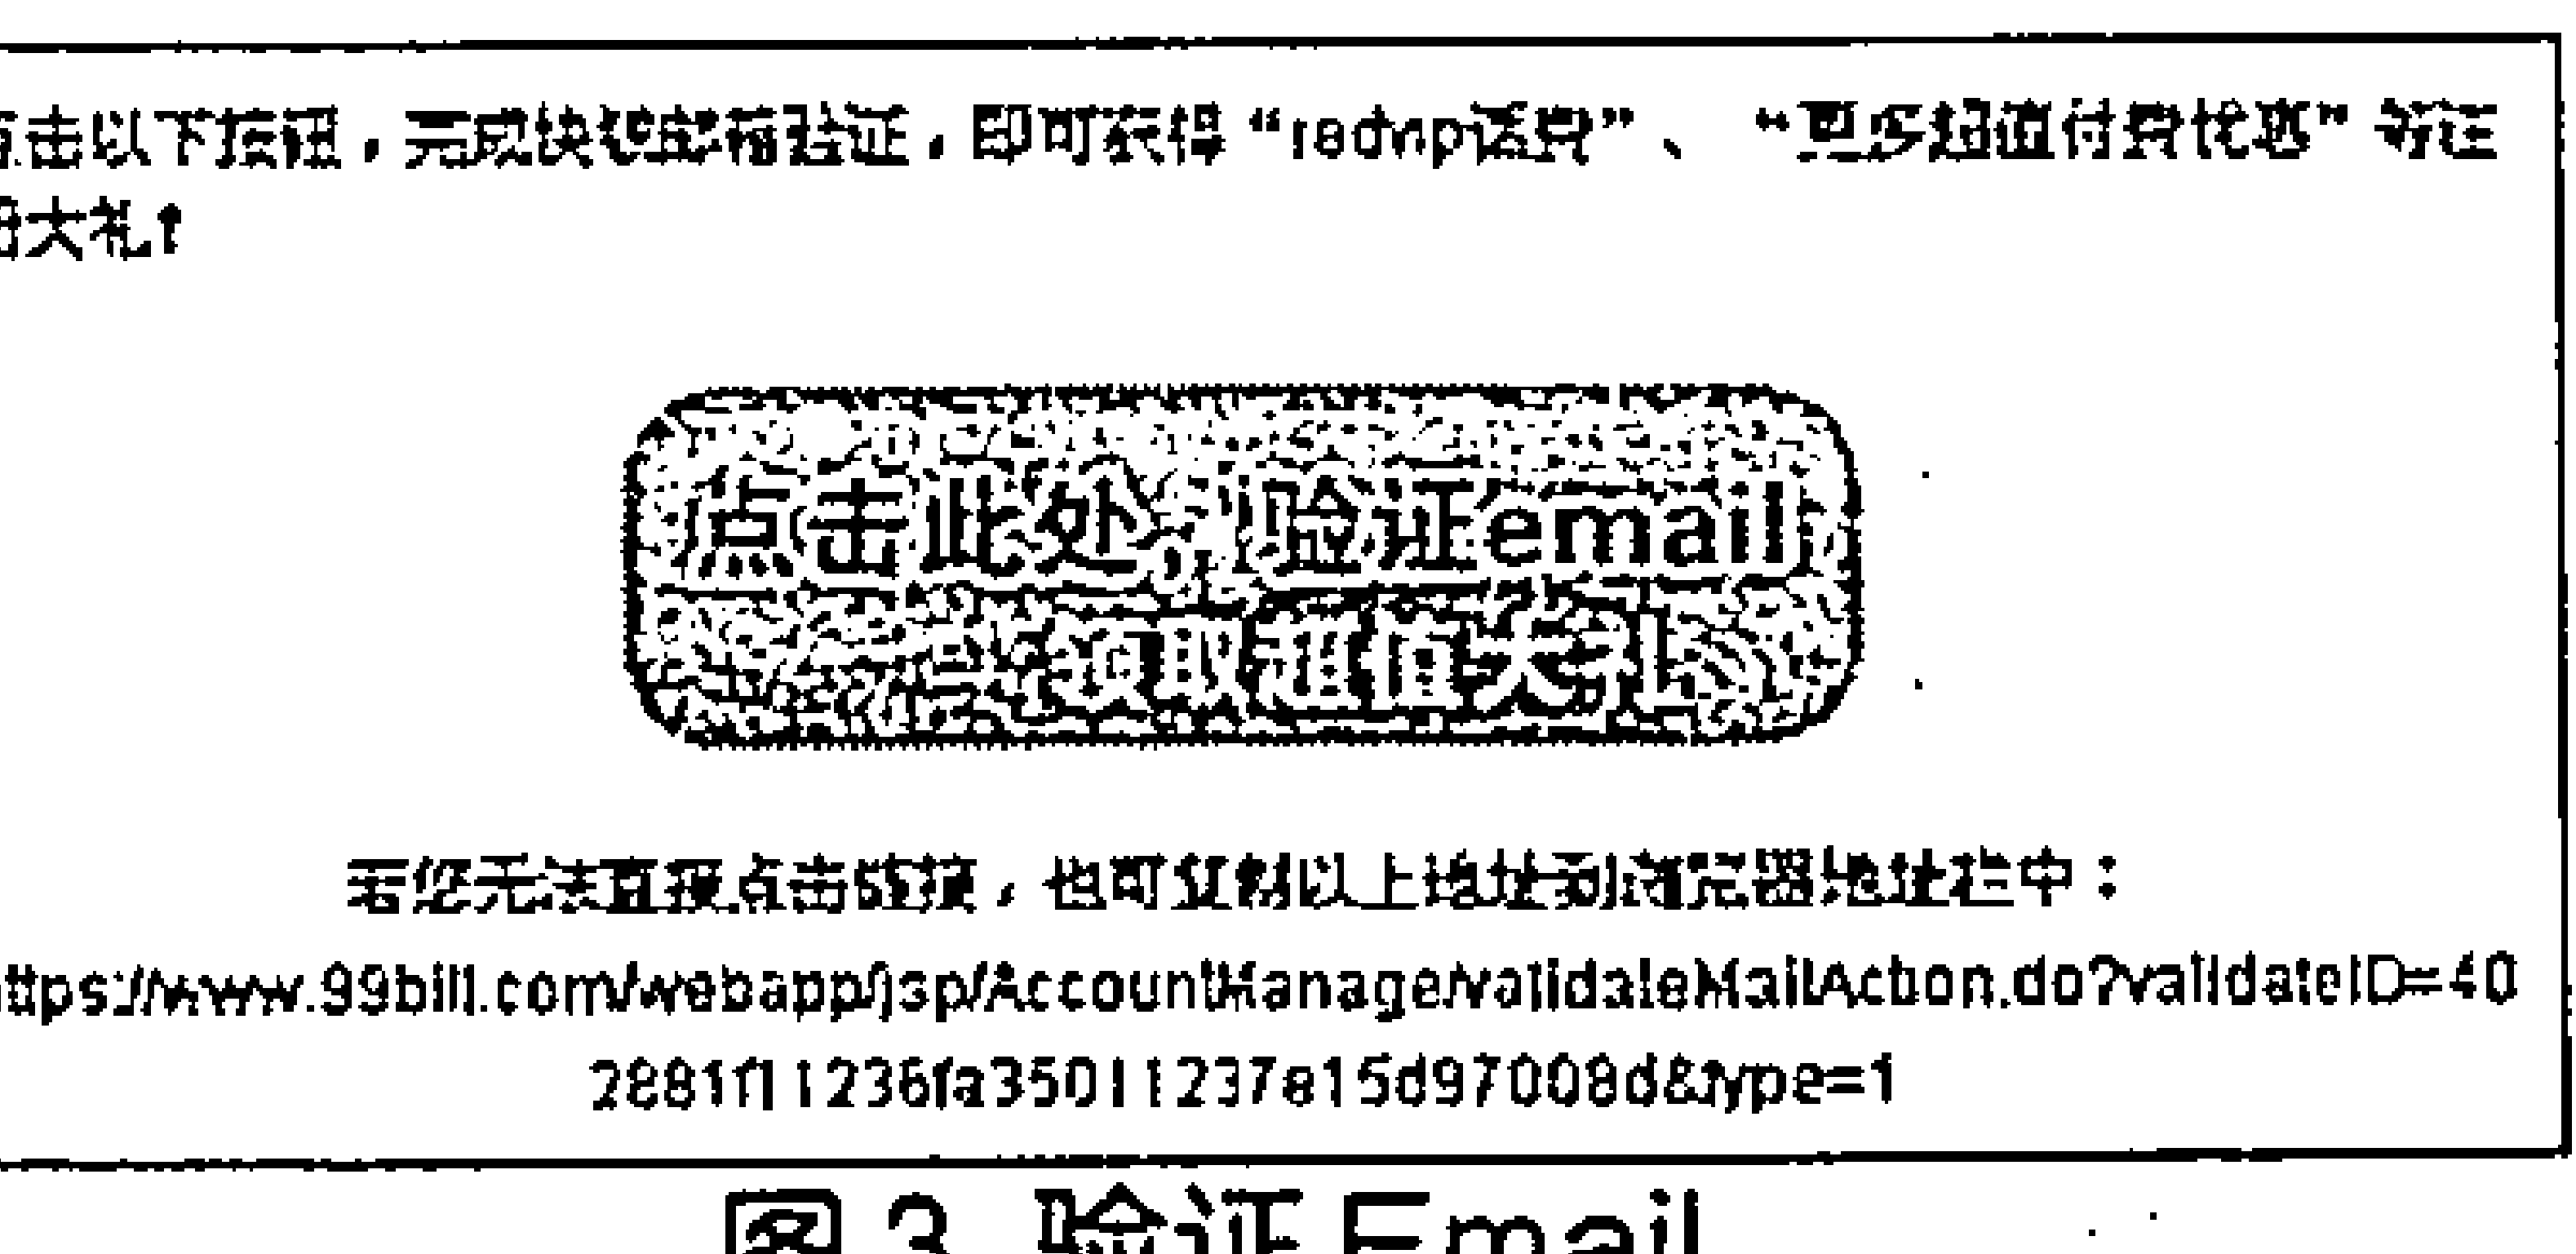 点击以下按钮，完成快钱邮箱验证，即可获得“rednp话费”、“更多超值付费优惠”等注
册大礼！
点击此处，验证email
获取超值大礼
若您无法直接点击链接，也可复制以上地址到浏览器地址栏中：
ttps://www.99bill.com/webapp/jsp/AccountManage/validateMailAction.do?validateID=40
2881f11236fa35011237e15d97008d&type=1
图 3 验证 Email